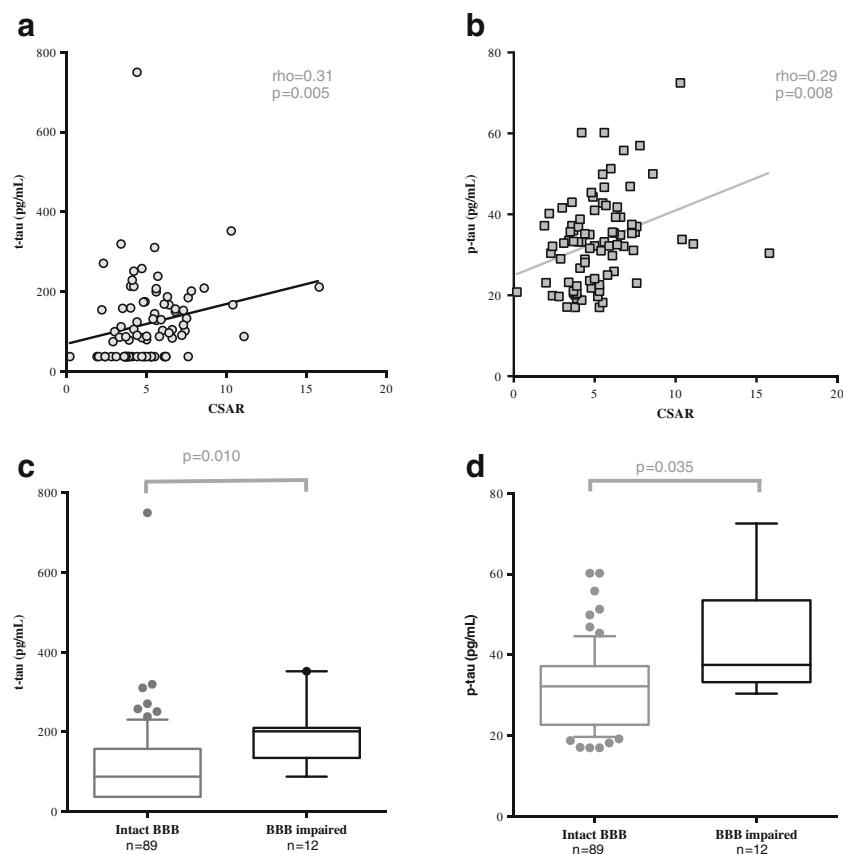 a
800
600
400
200
0
t-tau (pg/mL)
rho=0.31
p=0.005
0 5 10 15 20
CSAR
b
80
60
40
20
0
p-tau (pg/mL)
rho=0.29
p=0.008
0 5 10 15 20
CSAR
c
p=0.010
800
600
400
200
0
t-tau (pg/mL)
Intact BBB BBB impaired
n=89 n=12
d
p=0.035
80
60
40
20
0
p-tau (pg/mL)
Intact BBB BBB impaired
n=89 n=12